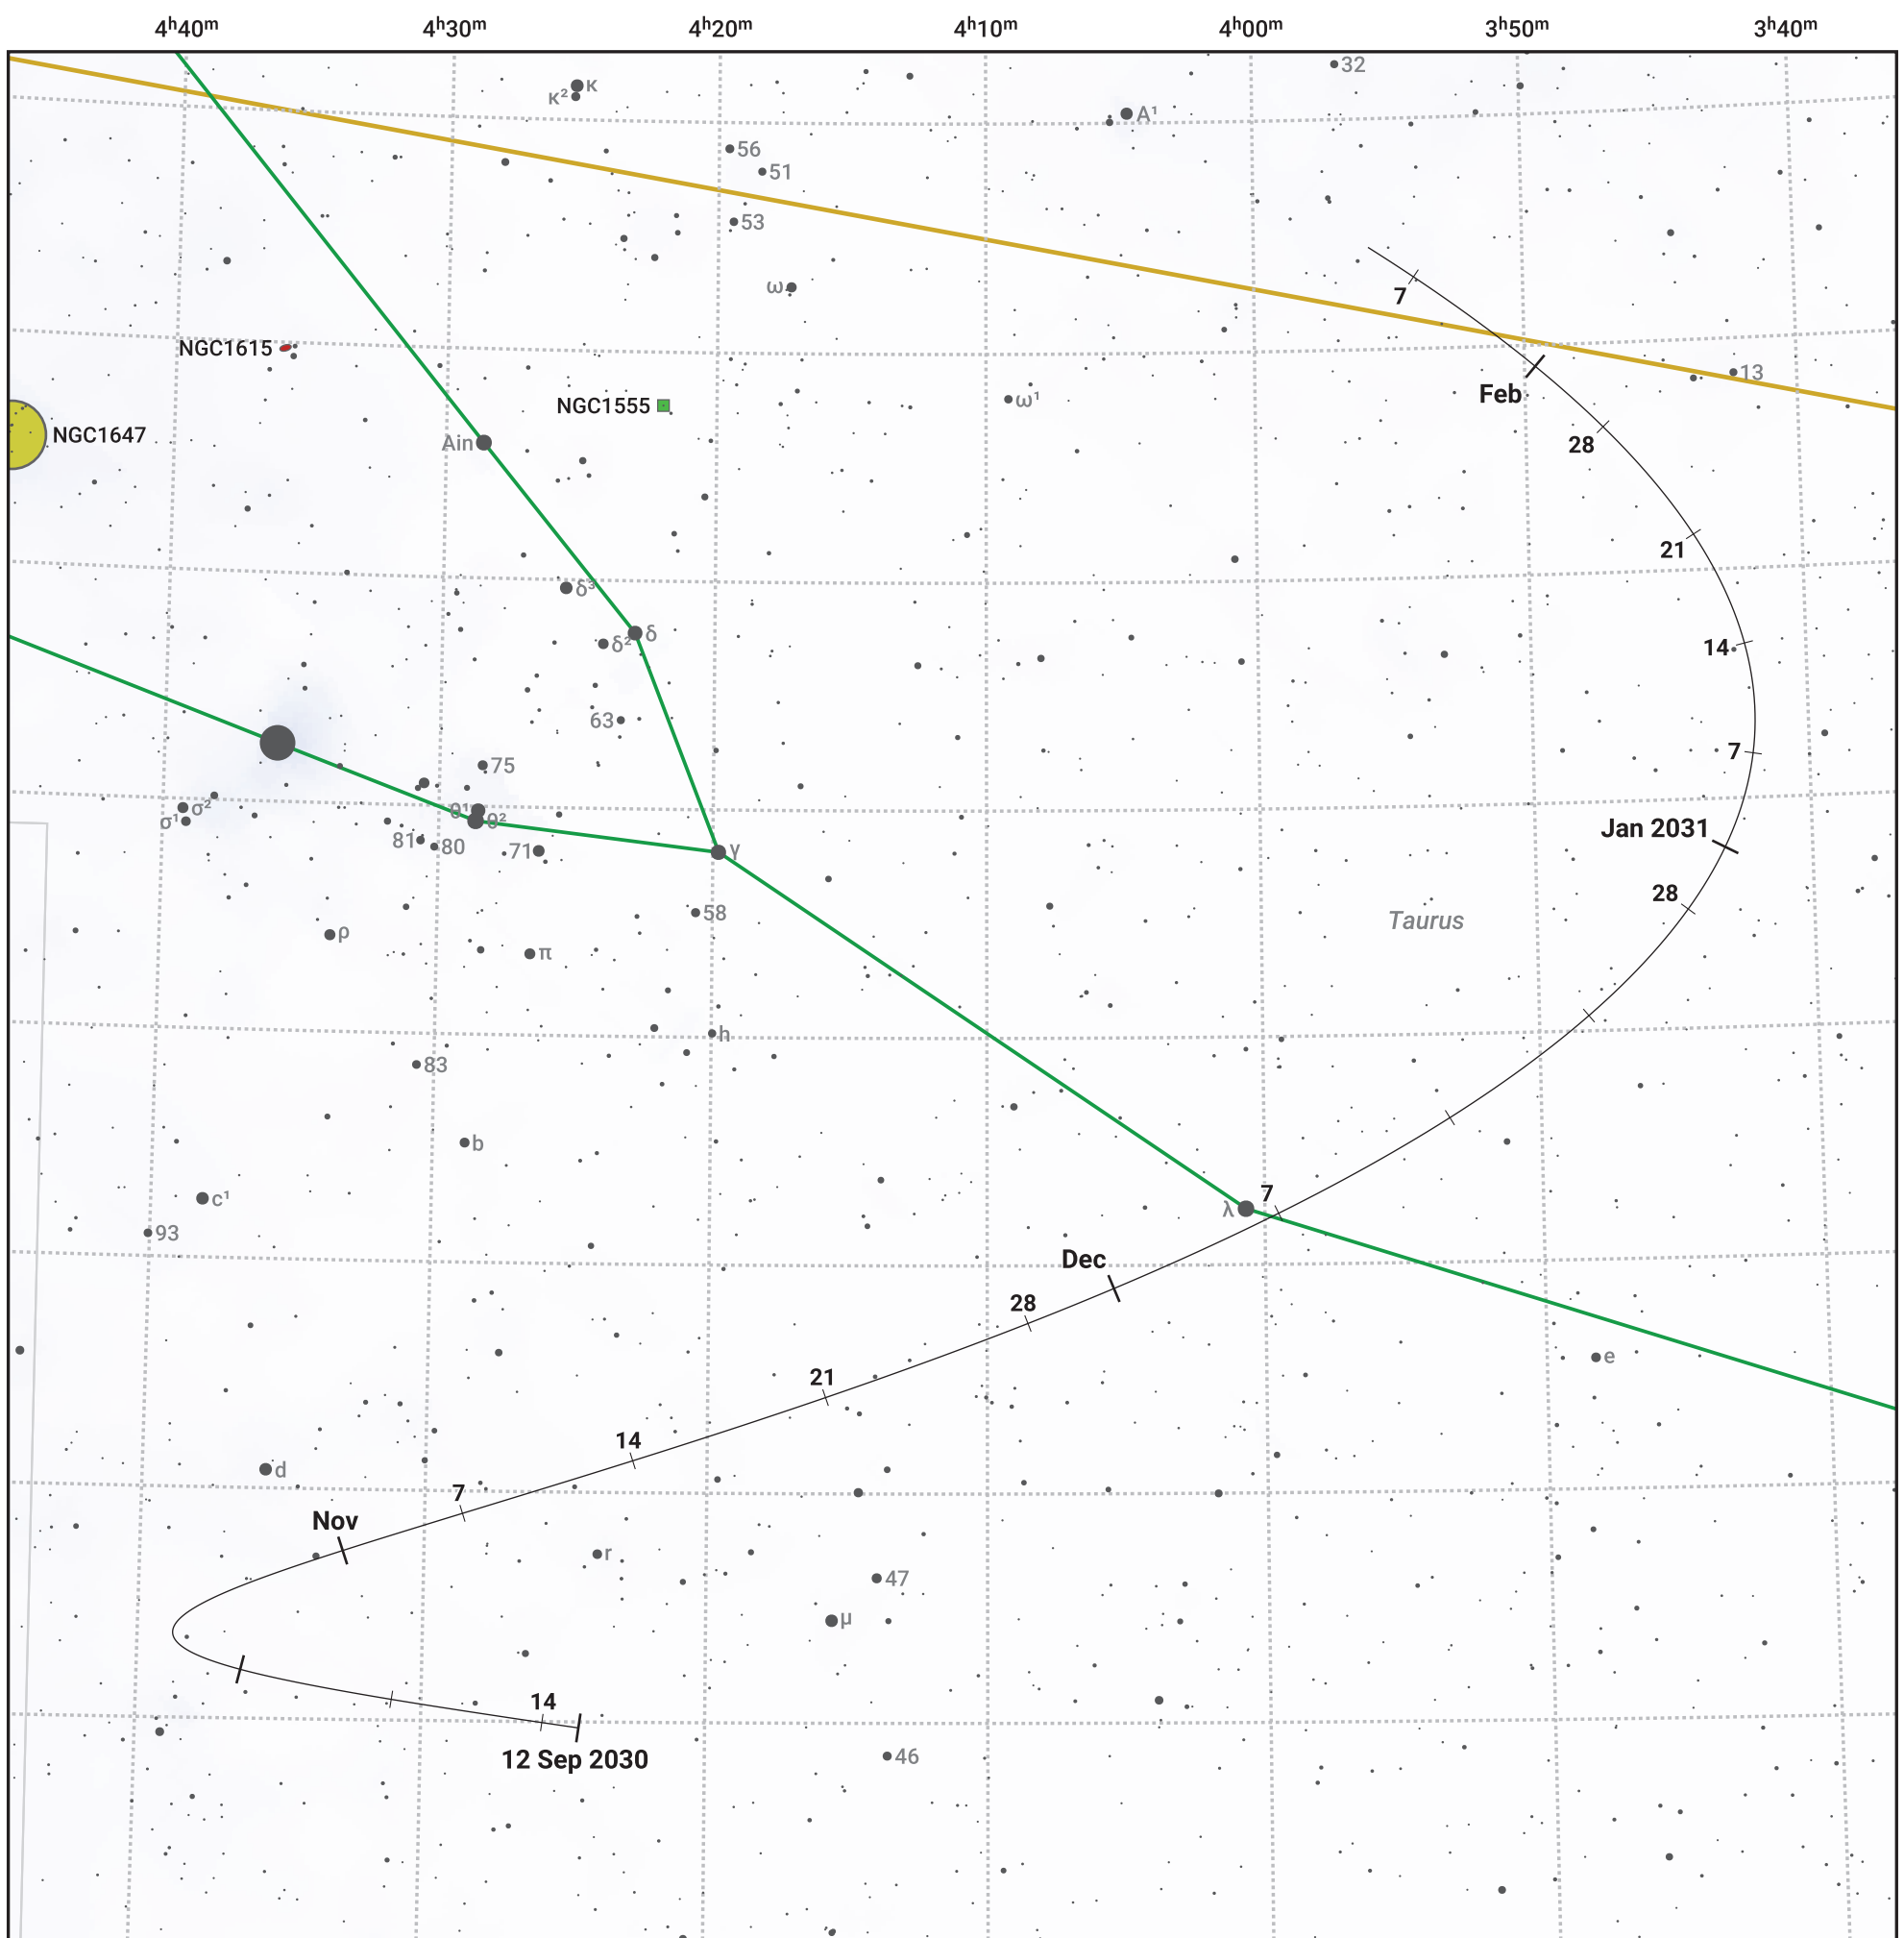 4ʰ40ᵐ 4ʰ30ᵐ 4ʰ20ᵐ 4ʰ10ᵐ 4ʰ00ᵐ 3ʰ50ᵐ 3ʰ40ᵐ
32
κ
κ²
A¹
56
51
53
ω
7
NGC1615
13
Feb
ω¹
NGC1555
NGC1647
Ain
28
21
δ³
δ
δ²
14
63
7
75
σ²
θ¹
θ²
σ¹
Jan 2031
81
80
71
γ
28
58
Taurus
ρ
π
h
83
b
7
c¹
λ
93
Dec
28
e
21
14
d
7
Nov
r
47
μ
14
12 Sep 2030
46